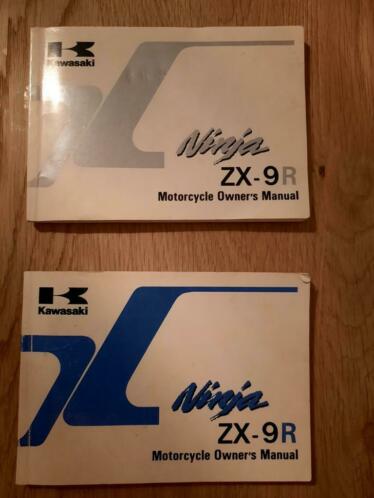 Kawasaki
Ninja
ZX-9R
Motorcycle Owner's Manual
Kawasaki
Ninja
ZX-9R
Motorcycle Owner's Manual